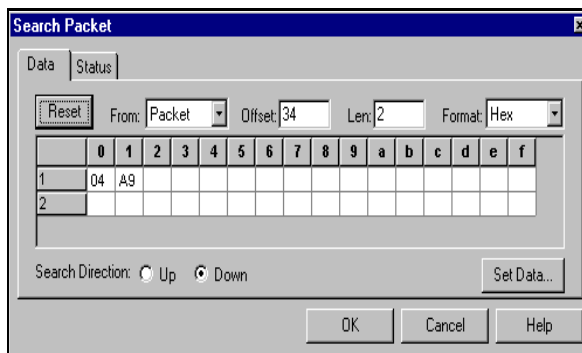 Search Packet
Data Status
Reset From: Packet Offset: 34 Len: 2 Format: Hex
0 1 2 3 4 5 6 7 8 9 a b c d e f
1 04 A9
2
Search Direction: Up Down Set Data...
OK Cancel Help